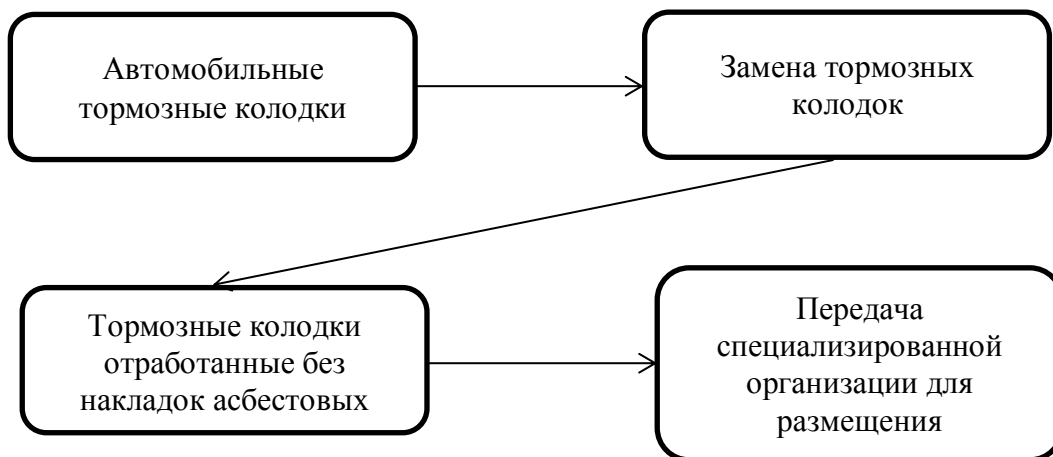 Автомобильные
тормозные колодки
Замена тормозных
колодок
Тормозные колодки
отработанные без
накладок асбестовых
Передача
специализированной
организации для
размещения